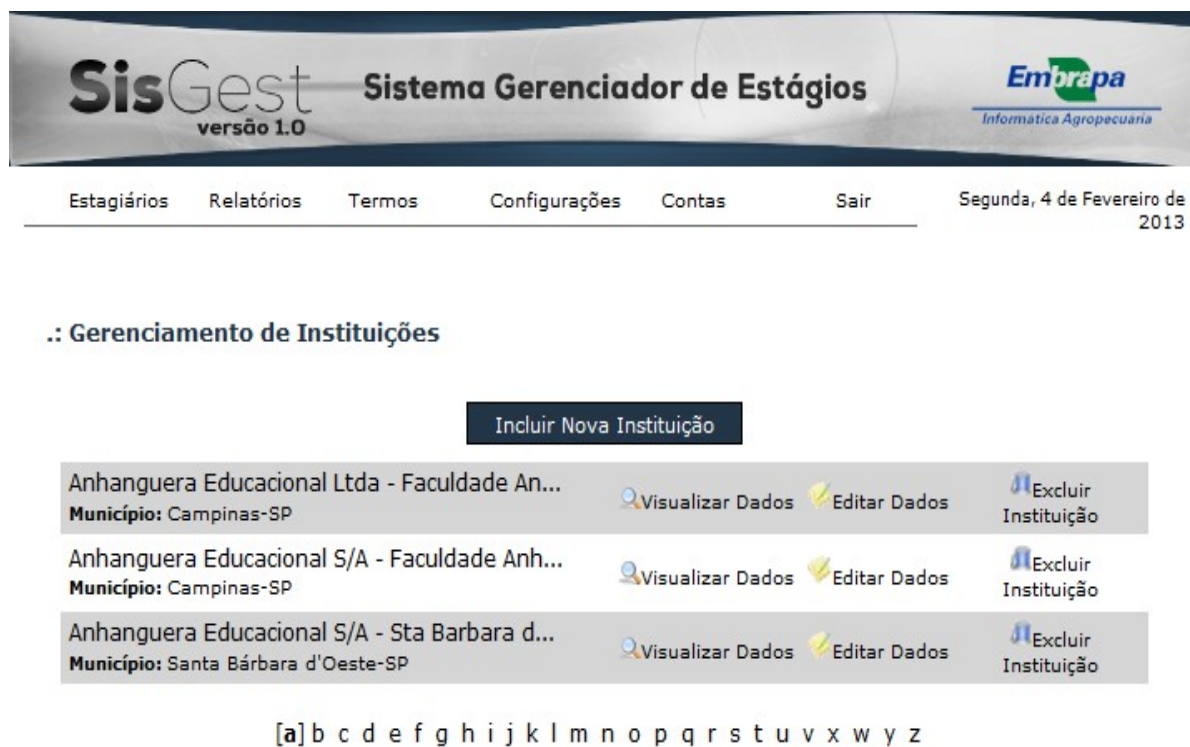 SisGest
versão 1.0
Sistema Gerenciador de Estágios
Embrapa
Informatica Agropecuaria
Estagiários Relatórios Termos Configurações Contas Sair
Segunda, 4 de Fevereiro de
2013
.: Gerenciamento de Instituições
Incluir Nova Instituição
Anhanguera Educacional Ltda - Faculdade An...
Município: Campinas-SP
Visualizar Dados Editar Dados Excluir
Instituição
Anhanguera Educacional S/A - Faculdade Anh...
Município: Campinas-SP
Visualizar Dados Editar Dados Excluir
Instituição
Anhanguera Educacional S/A - Sta Barbara d...
Município: Santa Bárbara d'Oeste-SP
Visualizar Dados Editar Dados Excluir
Instituição
[a] b c d e f g h i j k l m n o p q r s t u v x w y z